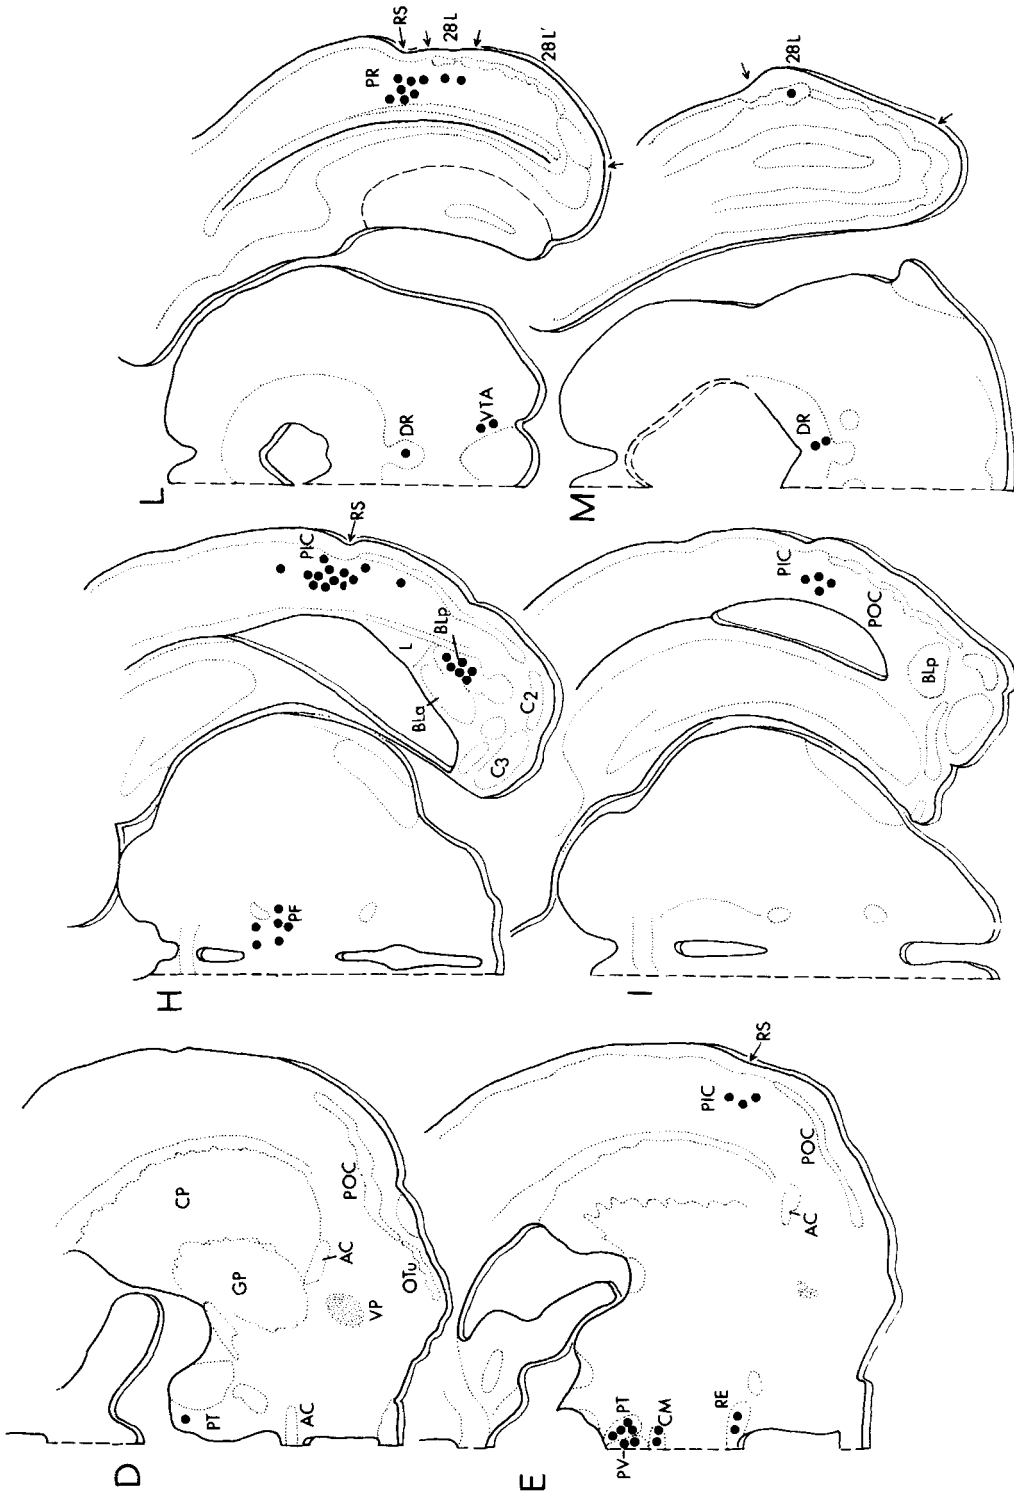 D
CP
GP
POC
AC
VP
OTu
PT
AC
E
PIC
RS
POC
AC
PT
PV
CM
RE
H
PIC
RS
L
BLp
BLa
C2
C3
PF
I
PIC
POC
BLp
L
RS
PR
28L
28L'
DR
VTA
M
28L
DR